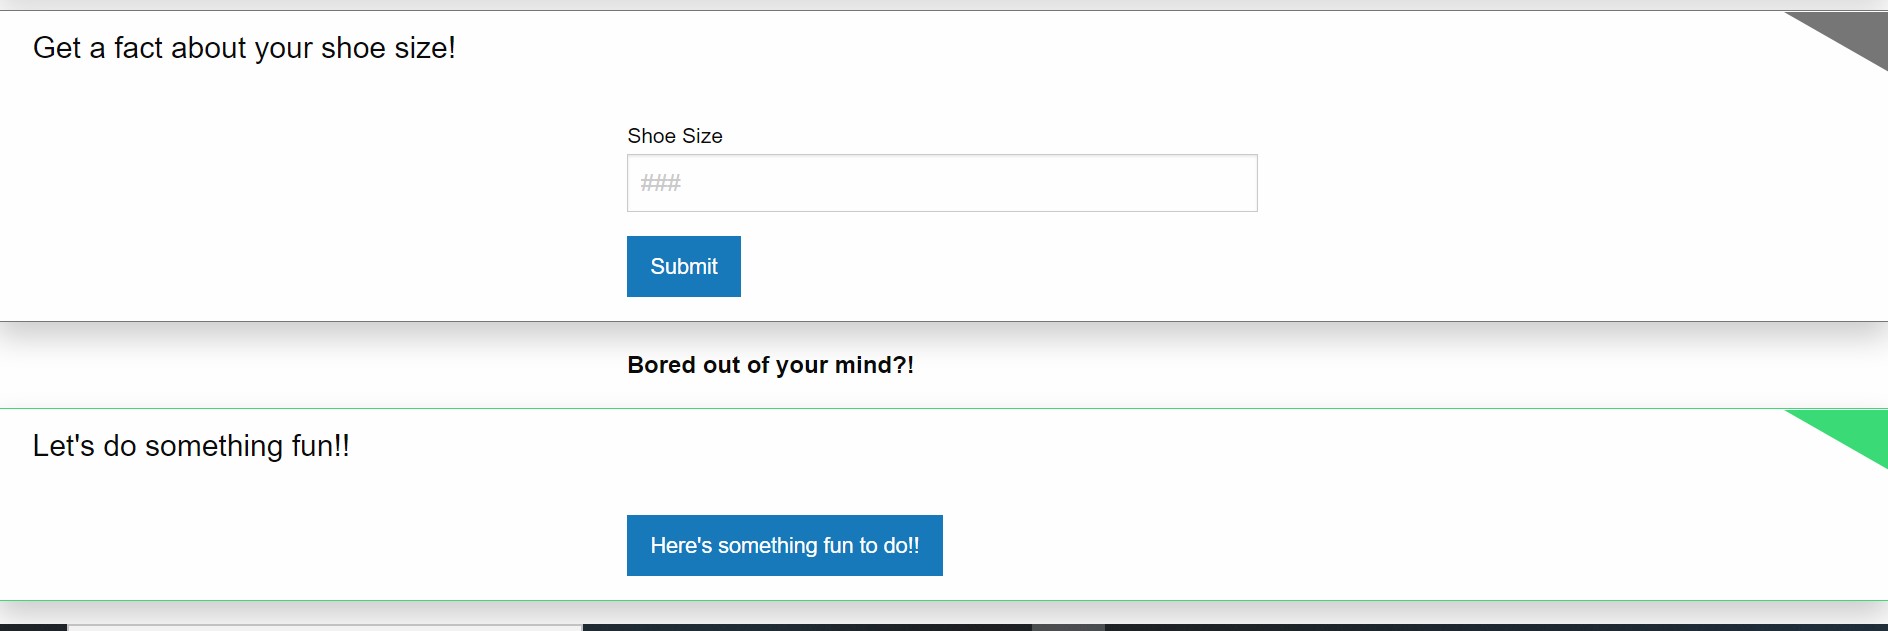 Get a fact about your shoe size!
Shoe Size
###
Submit
Bored out of your mind?!
Let's do something fun!!
Here's something fun to do!!